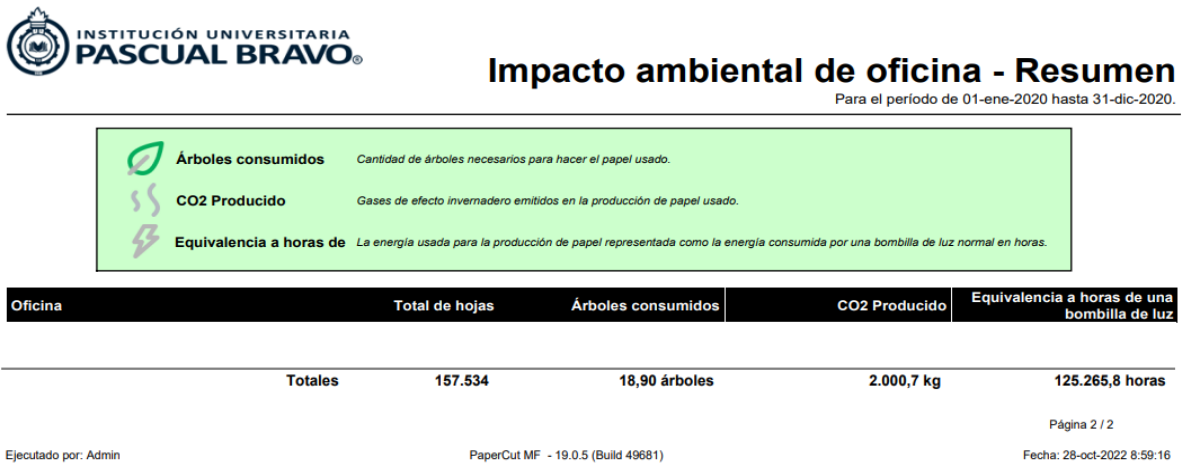 INSTITUCIÓN UNIVERSITARIA
PASCUAL BRAVO®
Impacto ambiental de oficina - Resumen
Para el período de 01-ene-2020 hasta 31-dic-2020.
Árboles consumidos Cantidad de árboles necesarios para hacer el papel usado.
CO2 Producido Gases de efecto invernadero emitidos en la producción de papel usado.
Equivalencia a horas de La energía usada para la producción de papel representada como la energía consumida por una bombilla de luz normal en horas.
Oficina Total de hojas Árboles consumidos CO2 Producido Equivalencia a horas de una
bombilla de luz
Totales 157.534 18,90 árboles 2.000,7 kg 125.265,8 horas
Página 2 / 2
Ejecutado por: Admin PaperCut MF - 19.0.5 (Build 49681) Fecha: 28-oct-2022 8:59:16